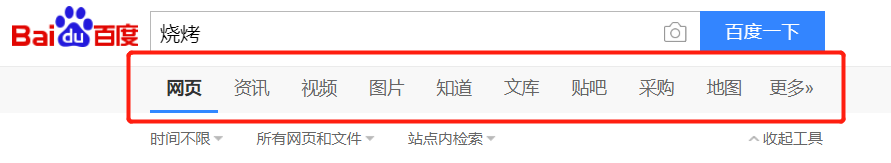 Baidu百度 烧烤 百度一下
网页 资讯 视频 图片 知道 文库 贴吧 采购 地图 更多»
时间不限 所有网页和文件 站点内检索 收起工具